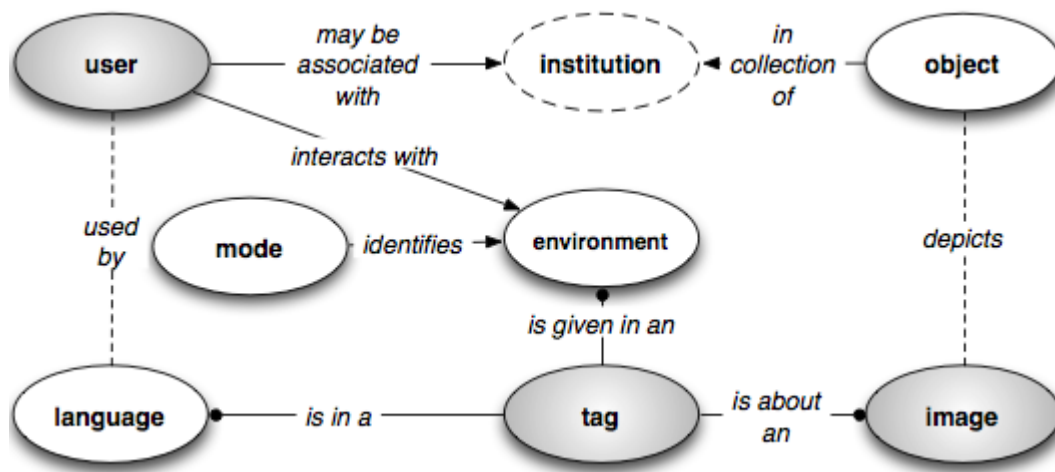 user
may be
associated
with
institution
in
collection
of
object
interacts with
used
by
mode
identifies
environment
depicts
is given in an
language
is in a
tag
is about
an
image